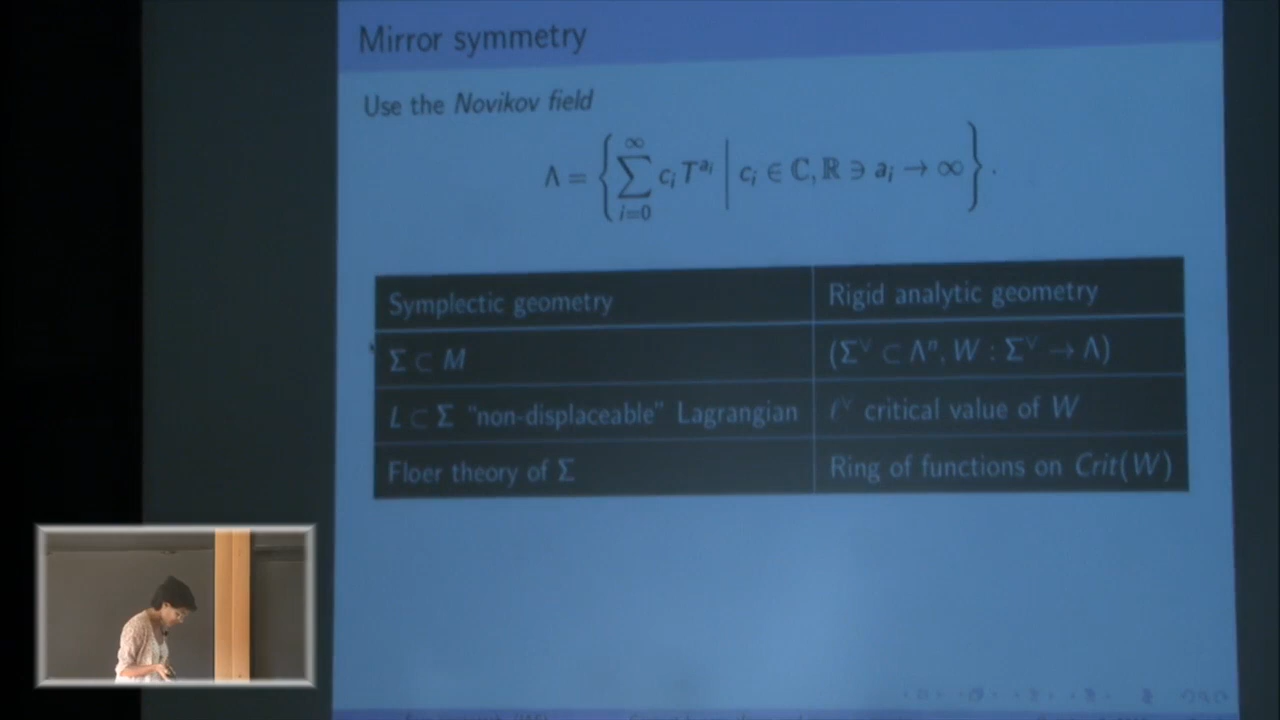 Mirror symmetry
Use the Novikov field
Λ = { ∑_{i=0}^{∞} c_i T^{a_i} | c_i ∈ ℂ, ℝ ∋ a_i → ∞ } .
Symplectic geometry Rigid analytic geometry
Σ ⊂ M (Σ^∨ ⊂ Λ^n, W : Σ^∨ → Λ)
L ⊂ Σ "non-displaceable" Lagrangian critical value of W
Floer theory of Σ Ring of functions on Crit(W)